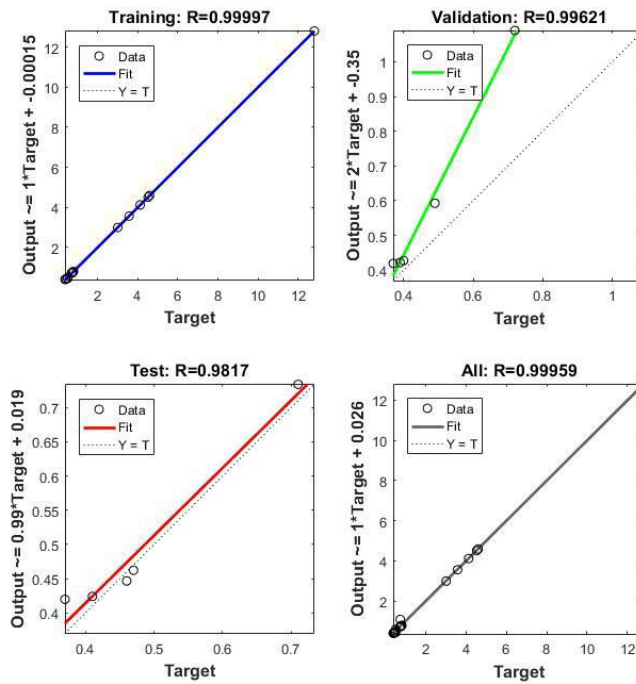 Training: R=0.99997
Output ~= 1*Target + -0.00015
Data
Fit
Y = T
12
10
8
6
4
2
2
4
6
8
10
12
Target
Validation: R=0.99621
Output ~= 2*Target + -0.35
Data
Fit
Y = T
1
0.9
0.8
0.7
0.6
0.5
0.4
0.4
0.6
0.8
1
Target
Test: R=0.9817
Output ~= 0.99*Target + 0.019
Data
Fit
Y = T
0.7
0.65
0.6
0.55
0.5
0.45
0.4
0.4
0.5
0.6
0.7
Target
All: R=0.99959
Output ~= 1*Target + 0.026
Data
Fit
Y = T
12
10
8
6
4
2
2
4
6
8
10
12
Target